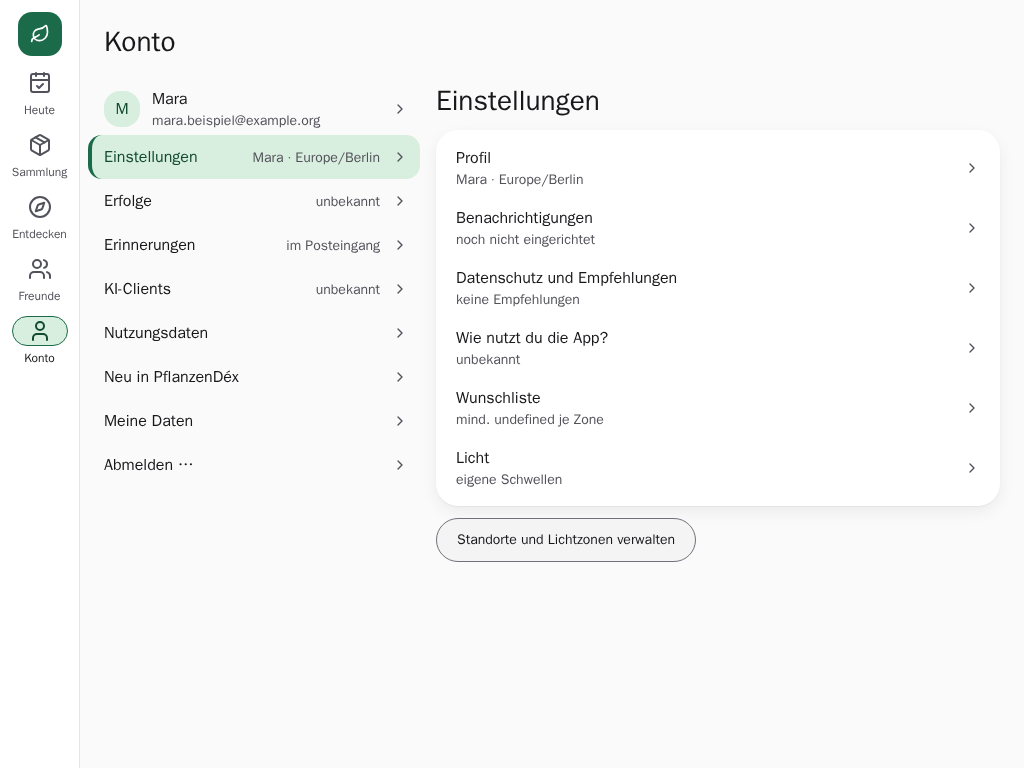 Heute
Sammlung
Entdecken
Freunde
Konto
Konto
M
Mara
mara.beispiel@example.org
Einstellungen
Mara · Europe/Berlin
Erfolge
unbekannt
Erinnerungen
im Posteingang
KI-Clients
unbekannt
Nutzungsdaten
Neu in PflanzenDéx
Meine Daten
Abmelden ···
Einstellungen
Profil
Mara · Europe/Berlin
Benachrichtigungen
noch nicht eingerichtet
Datenschutz und Empfehlungen
keine Empfehlungen
Wie nutzt du die App?
unbekannt
Wunschliste
mind. undefined je Zone
Licht
eigene Schwellen
Standorte und Lichtzonen verwalten